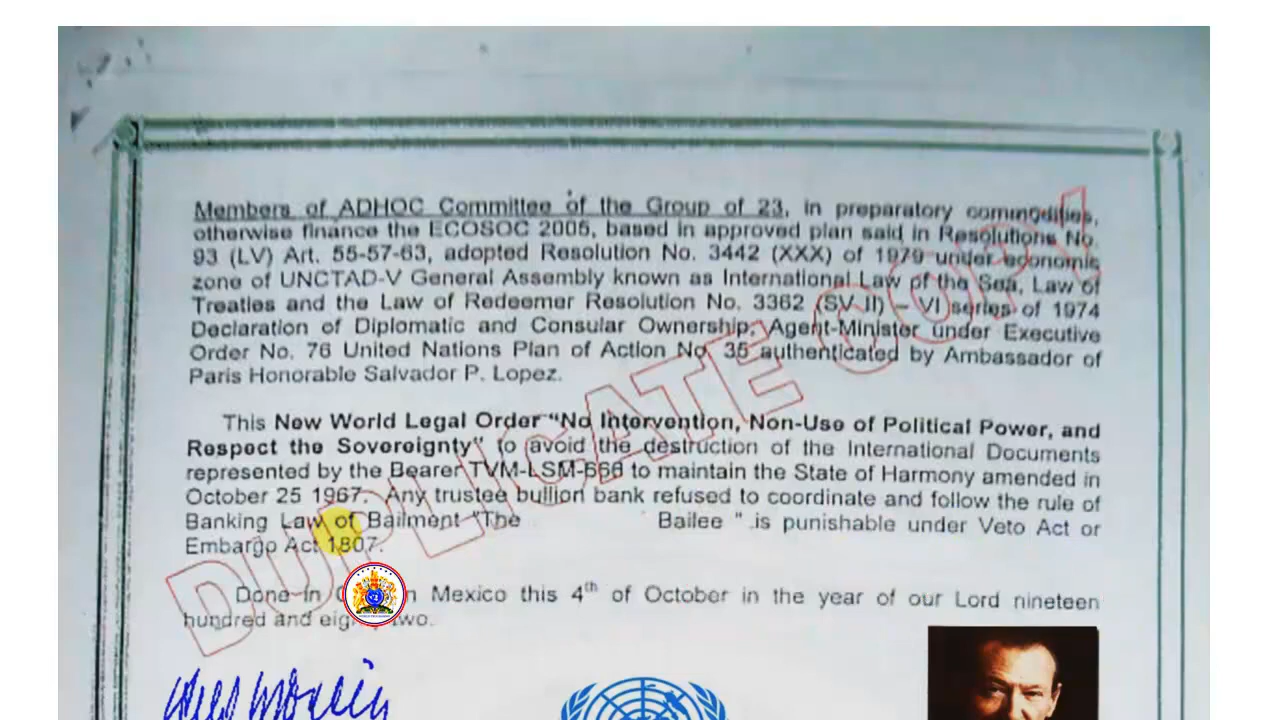 Members of ADHOC Committee of the Group of 23, in preparatory commodities,
otherwise finance the ECOSOC 2005, based in approved plan said in Resolutions No.
93 (LV) Art. 55-57-63, adopted Resolution No. 3442 (XXX) of 1979 under economic
zone of UNCTAD-V General Assembly known as International Law of the Sea, Law of
Treaties and the Law of Redeemer Resolution No. 3362 (SV II) – VI series of 1974
Declaration of Diplomatic and Consular Ownership; Agent-Minister under Executive
Order No. 76 United Nations Plan of Action No. 35 authenticated by Ambassador of
Paris Honorable Salvador P. Lopez.
This New World Legal Order "No Intervention, Non-Use of Political Power, and
Respect the Sovereignty" to avoid the destruction of the International Documents
represented by the Bearer TVM-LSM-666 to maintain the State of Harmony amended in
October 25 1967. Any trustee bullion bank refused to coordinate and follow the rule of
Banking Law of Bailment "The Bailee ". is punishable under Veto Act or
Embargo Act 1807.
Done in Mexico this 4th of October in the year of our Lord nineteen
hundred and eighty two.
DUPLICATE COPY